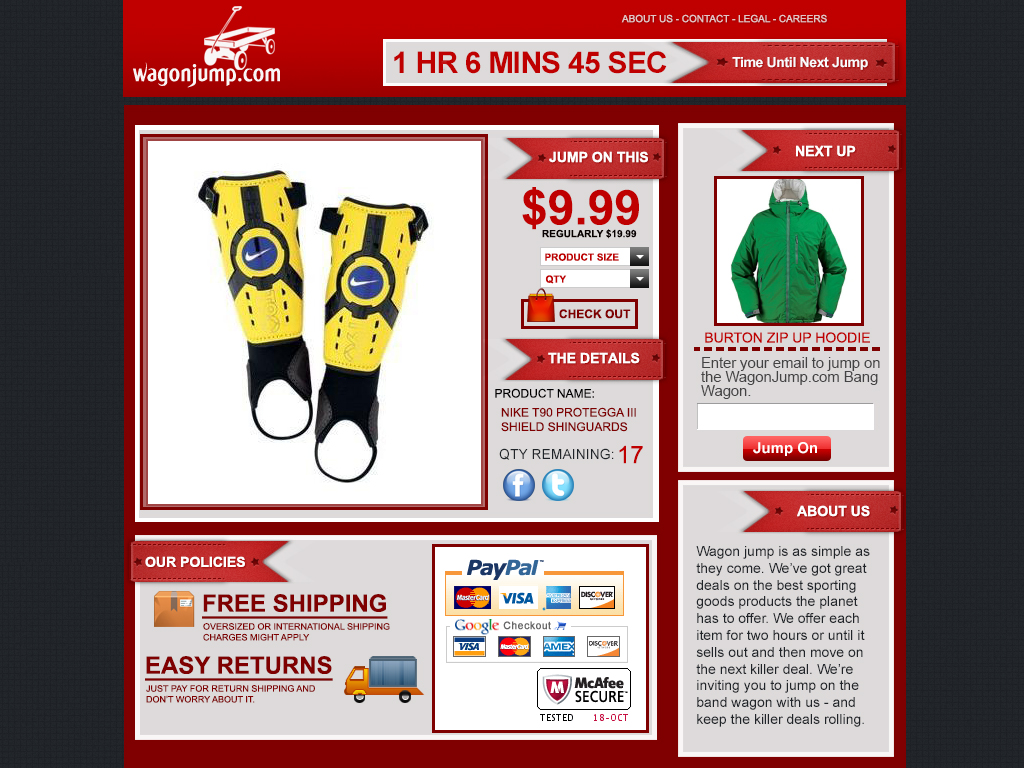 ABOUT US - CONTACT - LEGAL - CAREERS
wagonjump.com
1 HR 6 MINS 45 SEC
Time Until Next Jump
JUMP ON THIS
$9.99
REGULARLY $19.99
PRODUCT SIZE
QTY
CHECK OUT
THE DETAILS
PRODUCT NAME:
NIKE T90 PROTEGGA III
SHIELD SHINGUARDS
QTY REMAINING: 17
f t
NEXT UP
BURTON ZIP UP HOODIE
Enter your email to jump on
the WagonJump.com Bang
Wagon.
Jump On
OUR POLICIES
FREE SHIPPING
OVERSIZED OR INTERNATIONAL SHIPPING
CHARGES MIGHT APPLY
EASY RETURNS
JUST PAY FOR RETURN SHIPPING AND
DON'T WORRY ABOUT IT.
PayPal
MasterCard VISA AMERICAN EXPRESS DISCOVER
Google Checkout
VISA MasterCard AMEX DISCOVER
McAfee
SECURE
TESTED 18-OCT
ABOUT US
Wagon jump is as simple as
they come. We've got great
deals on the best sporting
goods products the planet
has to offer. We offer each
item for two hours or until it
sells out and then move on
the next killer deal. We're
inviting you to jump on the
band wagon with us - and
keep the killer deals rolling.